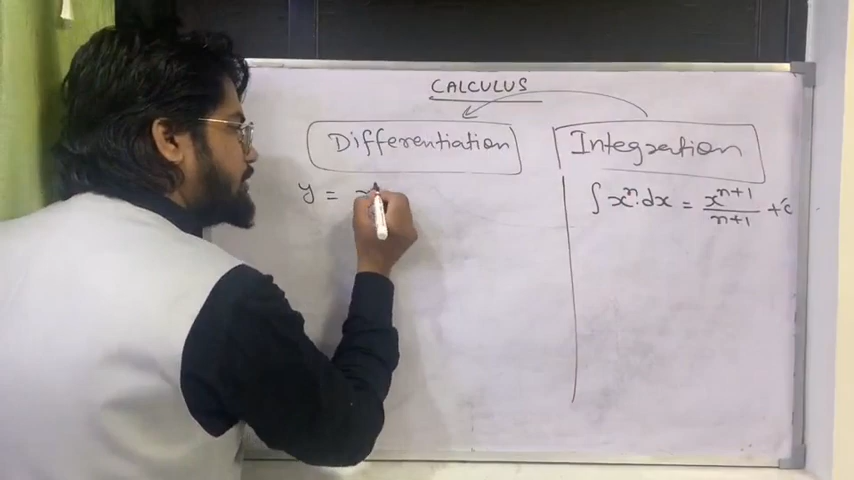 CALCULUS
Differentiation
Integration
y = x
∫xⁿ.dx = xⁿ⁺¹/n+1 + c